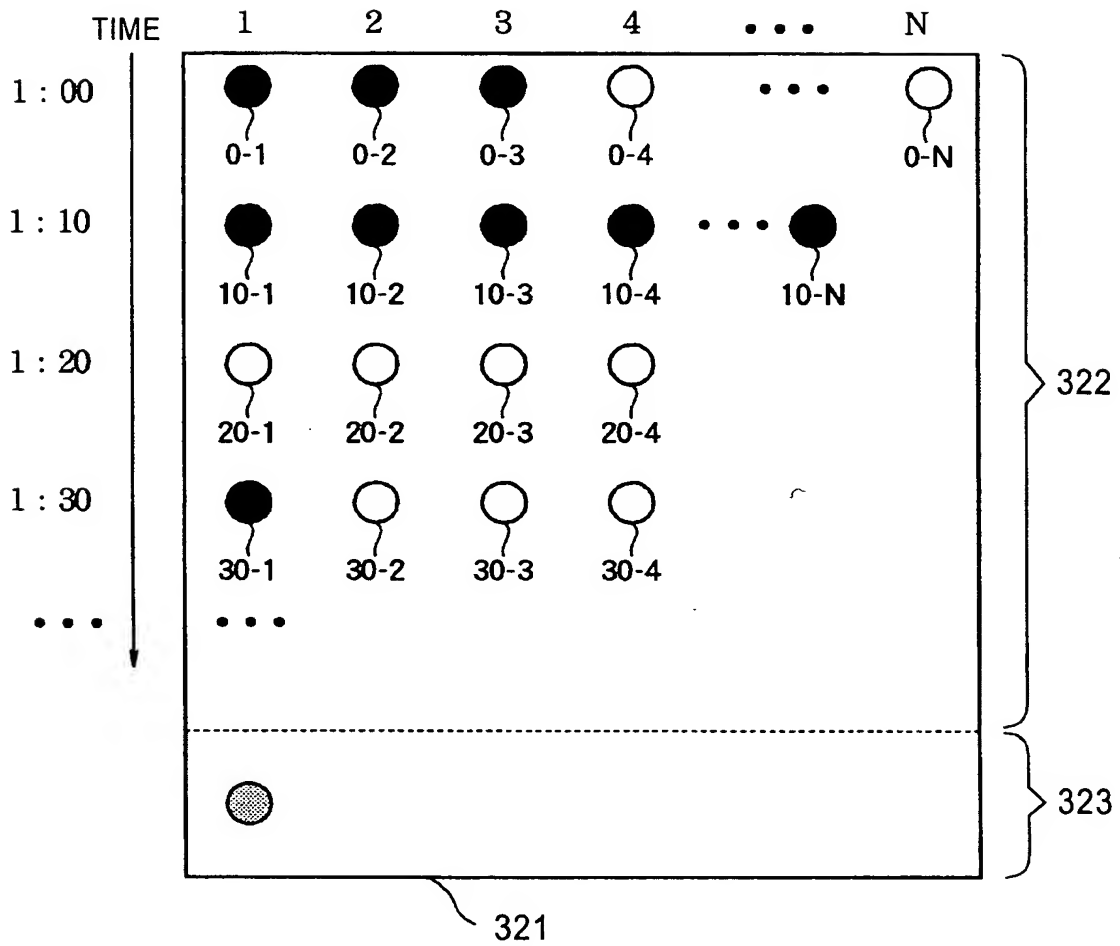 TIME 1 2 3 4 • • • N
1 : 00 • • •
0-1 0-2 0-3 0-4 0-N
1 : 10 • • •
10-1 10-2 10-3 10-4 10-N
1 : 20
322
20-1 20-2 20-3 20-4
1 : 30
30-1 30-2 30-3 30-4
• • • • • •
323
321